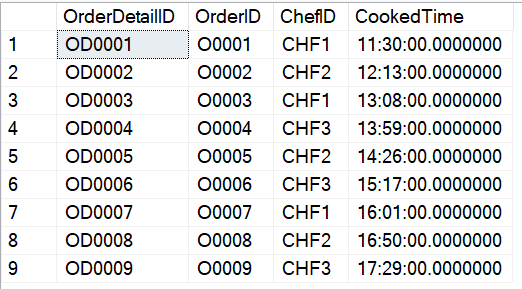 OrderDetailID OrderID ChefID CookedTime
1 OD0001 O0001 CHF1 11:30:00.0000000
2 OD0002 O0002 CHF2 12:13:00.0000000
3 OD0003 O0003 CHF1 13:08:00.0000000
4 OD0004 O0004 CHF3 13:59:00.0000000
5 OD0005 O0005 CHF2 14:26:00.0000000
6 OD0006 O0006 CHF3 15:17:00.0000000
7 OD0007 O0007 CHF1 16:01:00.0000000
8 OD0008 O0008 CHF2 16:50:00.0000000
9 OD0009 O0009 CHF3 17:29:00.0000000